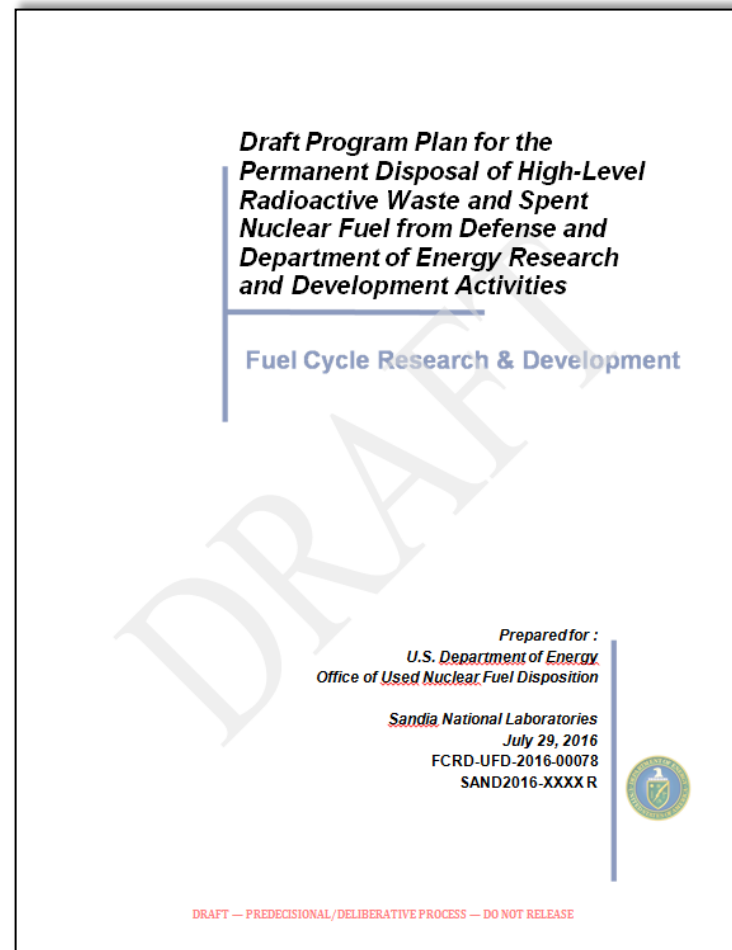 Draft Program Plan for the
Permanent Disposal of High-Level
Radioactive Waste and Spent
Nuclear Fuel from Defense and
Department of Energy Research
and Development Activities
Fuel Cycle Research & Development
DRAFT
Prepared for :
U.S. Department of Energy
Office of Used Nuclear Fuel Disposition
Sandia National Laboratories
July 29, 2016
FCRD-UFD-2016-00078
SAND2016-XXXX R
DRAFT — PREDECISIONAL/DELIBERATIVE PROCESS — DO NOT RELEASE